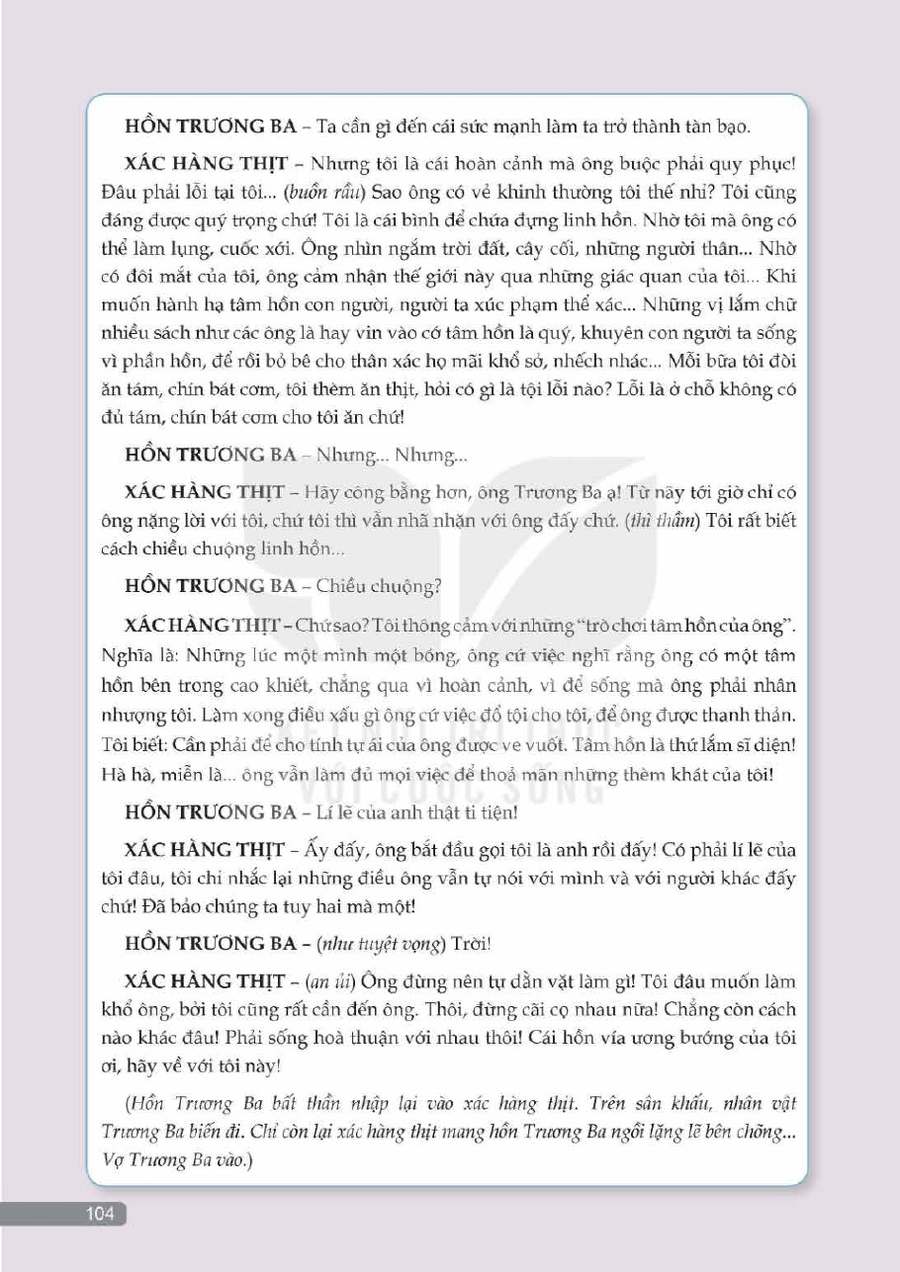 HỒN TRƯƠNG BA – Ta cần gì đến cái sức mạnh làm ta trở thành tàn bạo.
XÁC HÀNG THỊT – Nhưng tôi là cái hoàn cảnh mà ông buộc phải quy phục!
Đâu phải lỗi tại tôi... (buồn rầu) Sao ông có vẻ khinh thường tôi thế nhỉ? Tôi cũng
đáng được quý trọng chứ! Tôi là cái bình để chứa đựng linh hồn. Nhờ tôi mà ông có
thể làm lụng, cuốc xới. Ông nhìn ngắm trời đất, cây cối, những người thân... Nhờ
có đôi mắt của tôi, ông cảm nhận thế giới này qua những giác quan của tôi... Khi
muốn hành hạ tâm hồn con người, người ta xúc phạm thể xác... Những vị lắm chữ
nhiều sách như các ông là hay vin vào cớ tâm hồn là quý, khuyên con người ta sống
vì phần hồn, để rồi bỏ bê cho thân xác họ mãi khổ sở, nhếch nhác... Mỗi bữa tôi đòi
ăn tám, chín bát cơm, tôi thèm ăn thịt, hỏi có gì là tội lỗi nào? Lỗi là ở chỗ không có
đủ tám, chín bát cơm cho tôi ăn chứ!
HỒN TRƯƠNG BA – Nhưng... Nhưng...
XÁC HÀNG THỊT – Hãy công bằng hơn, ông Trương Ba ạ! Từ nãy tới giờ chỉ có
ông nặng lời với tôi, chứ tôi thì vẫn nhã nhặn với ông đấy chứ. (thì thầm) Tôi rất biết
cách chiều chuộng linh hồn...
HỒN TRƯƠNG BA – Chiều chuộng?
XÁC HÀNG THỊT – Chứ sao? Tôi thông cảm với những “trò chơi tâm hồn của ông”.
Nghĩa là: Những lúc một mình một bóng, ông cứ việc nghĩ rằng ông có một tâm
hồn bên trong cao khiết, chẳng qua vì hoàn cảnh, vì để sống mà ông phải nhân
nhượng tôi. Làm xong điều xấu gì ông cứ việc đổ tội cho tôi, để ông được thanh thản.
Tôi biết: Cần phải để cho tính tự ái của ông được ve vuốt. Tâm hồn là thứ lắm sĩ diện!
Hà hà, miễn là... ông vẫn làm đủ mọi việc để thoả mãn những thèm khát của tôi!
HỒN TRƯƠNG BA – Lí lẽ của anh thật ti tiện!
XÁC HÀNG THỊT – Ấy đấy, ông bắt đầu gọi tôi là anh rồi đấy! Có phải lí lẽ của
tôi đâu, tôi chỉ nhắc lại những điều ông vẫn tự nói với mình và với người khác đấy
chứ! Đã bảo chúng ta tuy hai mà một!
HỒN TRƯƠNG BA – (như tuyệt vọng) Trời!
XÁC HÀNG THỊT – (an ủi) Ông đừng nên tự dằn vặt làm gì! Tôi đâu muốn làm
khổ ông, bởi tôi cũng rất cần đến ông. Thôi, đừng cãi cọ nhau nữa! Chẳng còn cách
nào khác đâu! Phải sống hoà thuận với nhau thôi! Cái hồn vía ương bướng của tôi
ơi, hãy về với tôi này!
(Hồn Trương Ba bất thần nhập lại vào xác hàng thịt. Trên sân khấu, nhân vật
Trương Ba biến đi. Chỉ còn lại xác hàng thịt mang hồn Trương Ba ngồi lặng lẽ bên chõng...
Vợ Trương Ba vào.)
KẾT NỐI TRI THỨC
VỚI CUỘC SỐNG
104